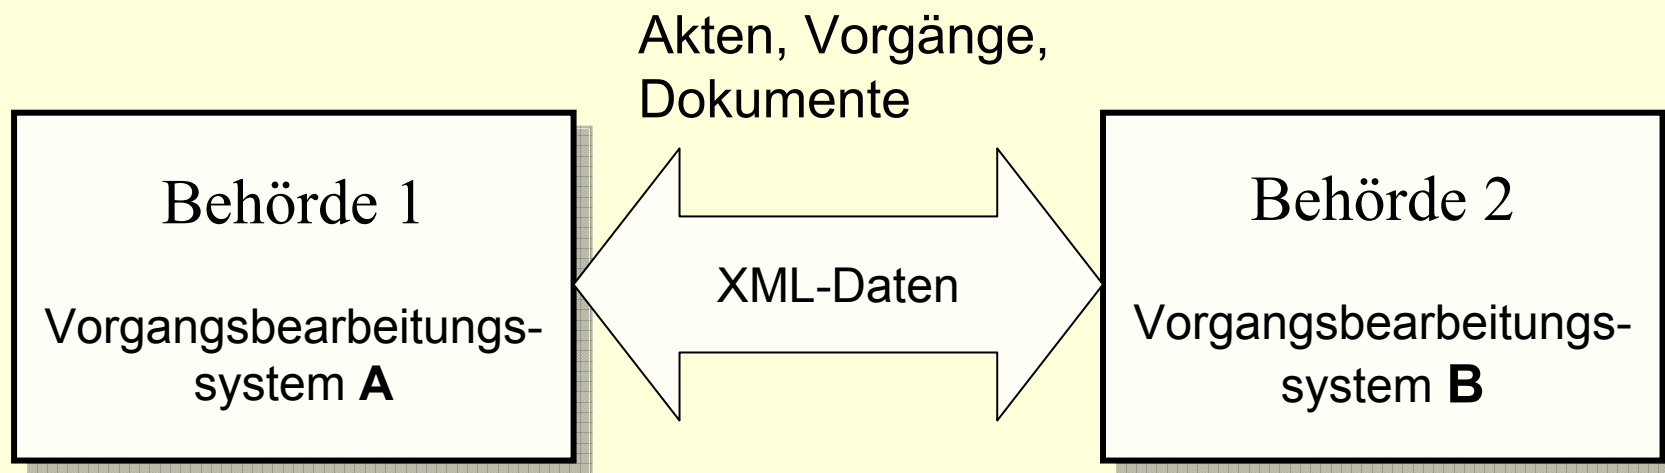 Akten, Vorgänge,
Dokumente
Behörde 1
Vorgangsbearbeitungs-
system A
XML-Daten
Behörde 2
Vorgangsbearbeitungs-
system B